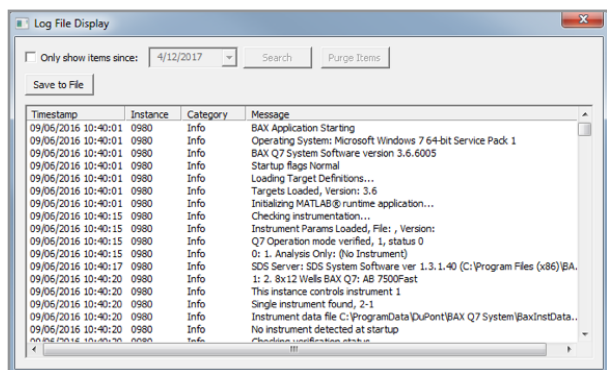 Log File Display
Only show items since: 4/12/2017 Search Purge Items
Save to File
Timestamp Instance Category Message
09/06/2016 10:40:01 0980 Info BAX Application Starting
09/06/2016 10:40:01 0980 Info Operating System: Microsoft Windows 7 64-bit Service Pack 1
09/06/2016 10:40:01 0980 Info BAX Q7 System Software version 3.6.6005
09/06/2016 10:40:01 0980 Info Startup flags Normal
09/06/2016 10:40:01 0980 Info Loading Target Definitions...
09/06/2016 10:40:01 0980 Info Targets Loaded, Version: 3.6
09/06/2016 10:40:01 0980 Info Initializing MATLAB® runtime application...
09/06/2016 10:40:15 0980 Info Checking instrumentation...
09/06/2016 10:40:15 0980 Info Instrument Params Loaded, File: , Version:
09/06/2016 10:40:15 0980 Info Q7 Operation mode verified, 1, status 0
09/06/2016 10:40:15 0980 Info 0: 1. Analysis Only: (No Instrument)
09/06/2016 10:40:17 0980 Info SDS Server: SDS System Software ver 1.3.1.40 (C:\Program Files (x86)\BA.
09/06/2016 10:40:20 0980 Info 1: 2. 8x12 Wells BAX Q7: AB 7500Fast
09/06/2016 10:40:20 0980 Info This instance controls instrument 1
09/06/2016 10:40:20 0980 Info Single instrument found, 2-1
09/06/2016 10:40:20 0980 Info Instrument data file C:\ProgramData\DuPont\BAX Q7 System\BaxInstData..
09/06/2016 10:40:20 0980 Info No instrument detected at startup
09/06/2016 10:40:20 0980 Info Checking verification status